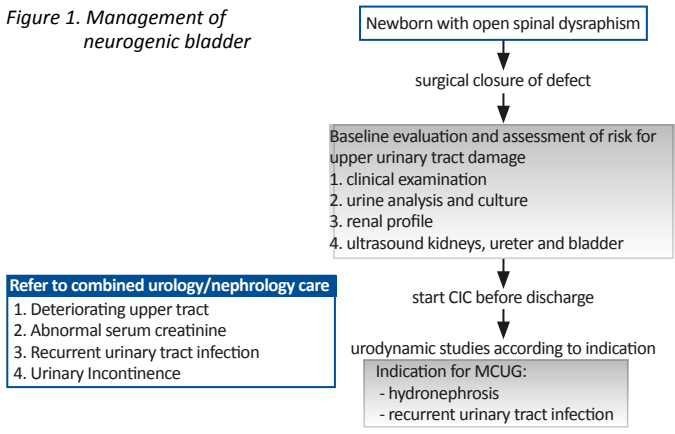 Figure 1. Management of
neurogenic bladder
Newborn with open spinal dysraphism
surgical closure of defect
Baseline evaluation and assessment of risk for
upper urinary tract damage
1. clinical examination
2. urine analysis and culture
3. renal profile
4. ultrasound kidneys, ureter and bladder
Refer to combined urology/nephrology care
1. Deteriorating upper tract
2. Abnormal serum creatinine
3. Recurrent urinary tract infection
4. Urinary Incontinence
start CIC before discharge
urodynamic studies according to indication
Indication for MCUG:
- hydronephrosis
- recurrent urinary tract infection